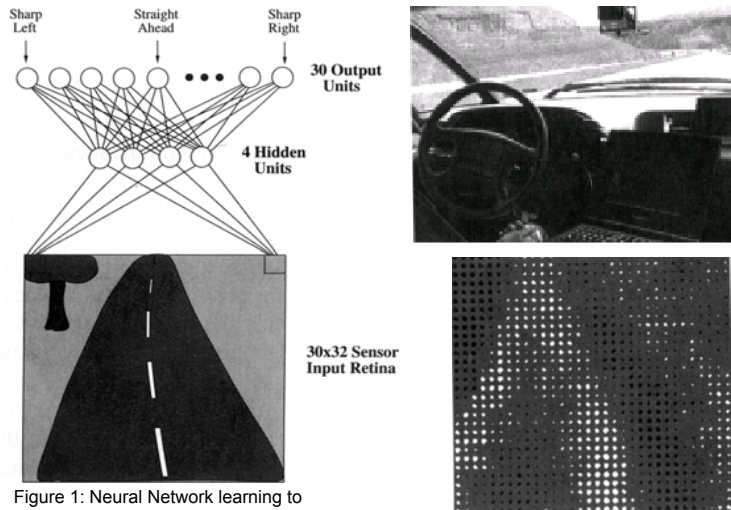 Sharp
Left
Straight
Ahead
Sharp
Right
30 Output
Units
4 Hidden
Units
30x32 Sensor
Input Retina
Figure 1: Neural Network learning to